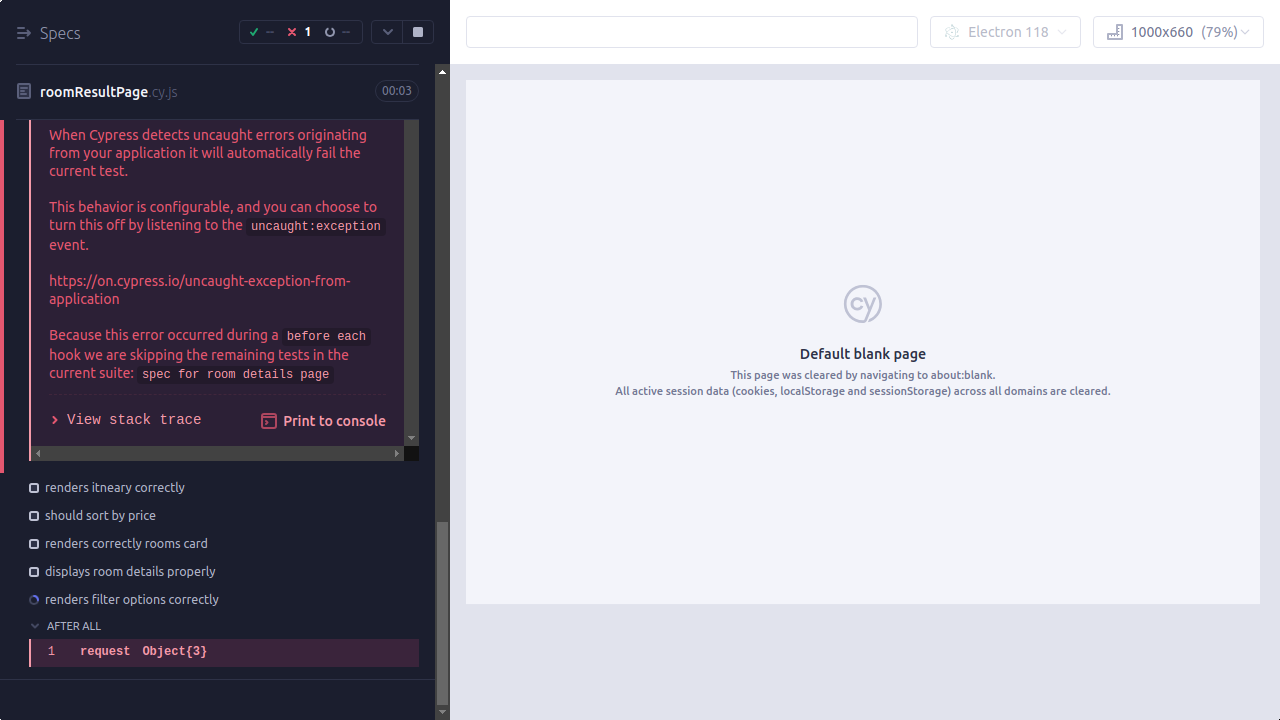 Specs
-- 1 --
Electron 118
1000x660 (79%)
roomResultPage.cy.js
00:03
When Cypress detects uncaught errors originating
from your application it will automatically fail the
current test.
This behavior is configurable, and you can choose to
turn this off by listening to the uncaught:exception
event.
https://on.cypress.io/uncaught-exception-from-
application
Because this error occurred during a before each
hook we are skipping the remaining tests in the
current suite: spec for room details page
View stack trace
Print to console
renders itneary correctly
should sort by price
renders correctly rooms card
displays room details properly
renders filter options correctly
AFTER ALL
1 request Object{3}
cy
Default blank page
This page was cleared by navigating to about:blank.
All active session data (cookies, localStorage and sessionStorage) across all domains are cleared.